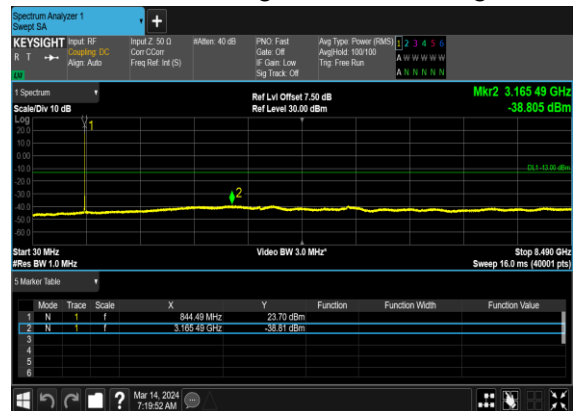 Spectrum Analyzer 1
Swept SA
+
KEYSIGHT
R T
LW
Input: RF
Coupling: DC
Align: Auto
Input Z: 50 Ω
Corr CCorr
Freq Ref: Int (S)
#Atten: 40 dB
PNO: Fast
Gate: Off
IF Gain: Low
Sig Track: Off
Avg Type: Power (RMS)
Avg|Hold: 100/100
Trig: Free Run
1 2 3 4 5 6
A W W W W W
A N N N N N
1 Spectrum
Scale/Div 10 dB
Ref Lvl Offset 7.50 dB
Ref Level 30.00 dBm
Mkr2 3.165 49 GHz
-38.805 dBm
Log
20.0
10.0
0.00
-10.0
-20.0
-30.0
-40.0
-50.0
-60.0
1
2
DL1 -13.00 dBm
Start 30 MHz
#Res BW 1.0 MHz
Video BW 3.0 MHz*
Stop 8.490 GHz
Sweep 16.0 ms (40001 pts)
5 Marker Table
Mode Trace Scale X Y Function Function Width Function Value
1 N 1 f 844.49 MHz 23.70 dBm
2 N 1 f 3.165 49 GHz -38.81 dBm
3
4
5
6
?
Mar 14, 2024
7:19:52 AM